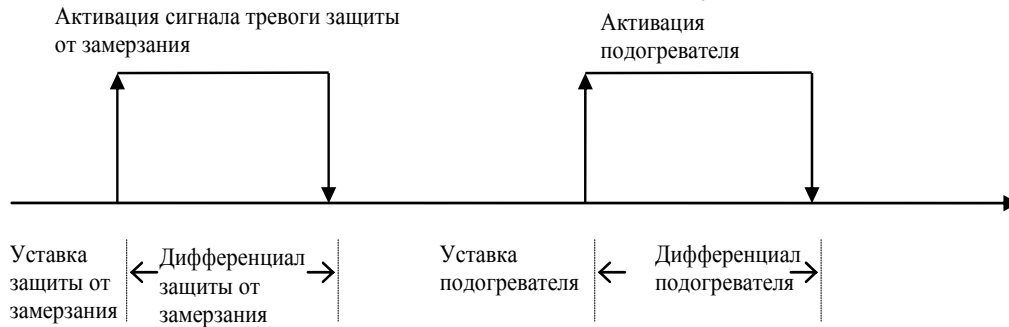 Активация сигнала тревоги защиты
от замерзания
Активация
подогревателя
Уставка
защиты от
замерзания
Дифференциал
защиты от
замерзания
Уставка
подогревателя
Дифференциал
подогревателя